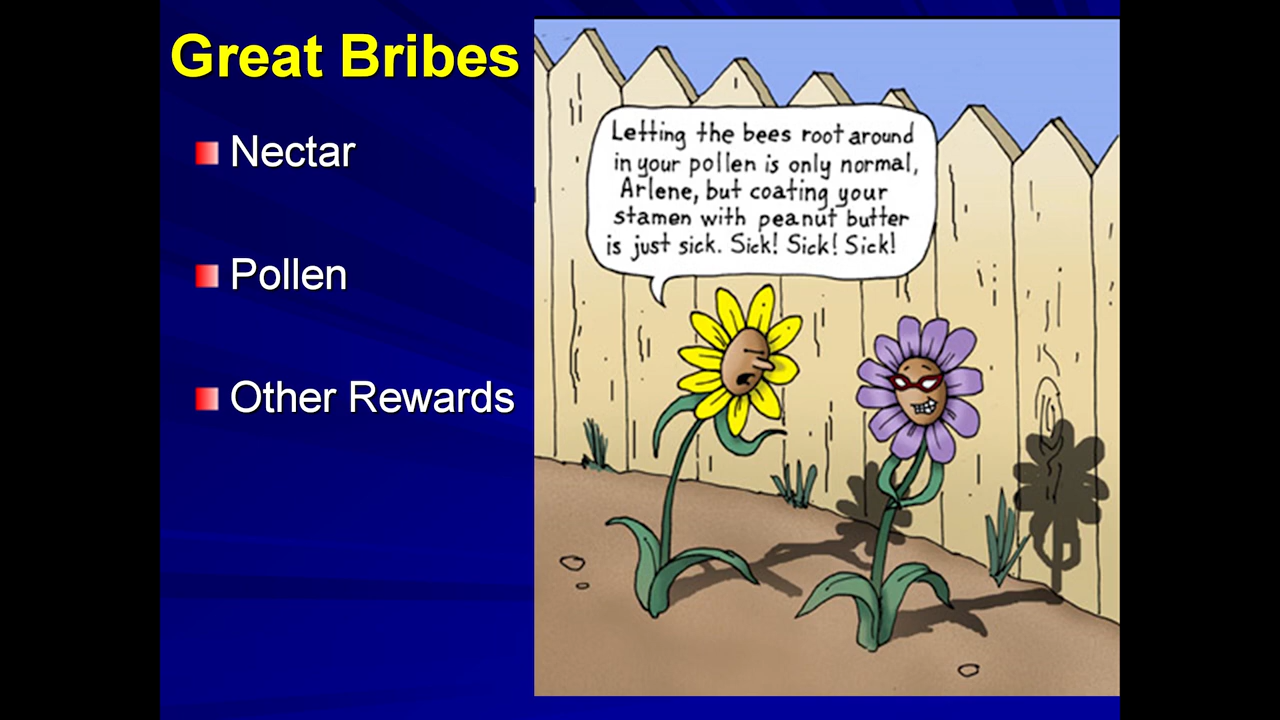 Great Bribes
Nectar
Pollen
Other Rewards
Letting the bees root around
in your pollen is only normal,
Arlene, but coating your
stamen with peanut butter
is just sick. Sick! Sick! Sick!